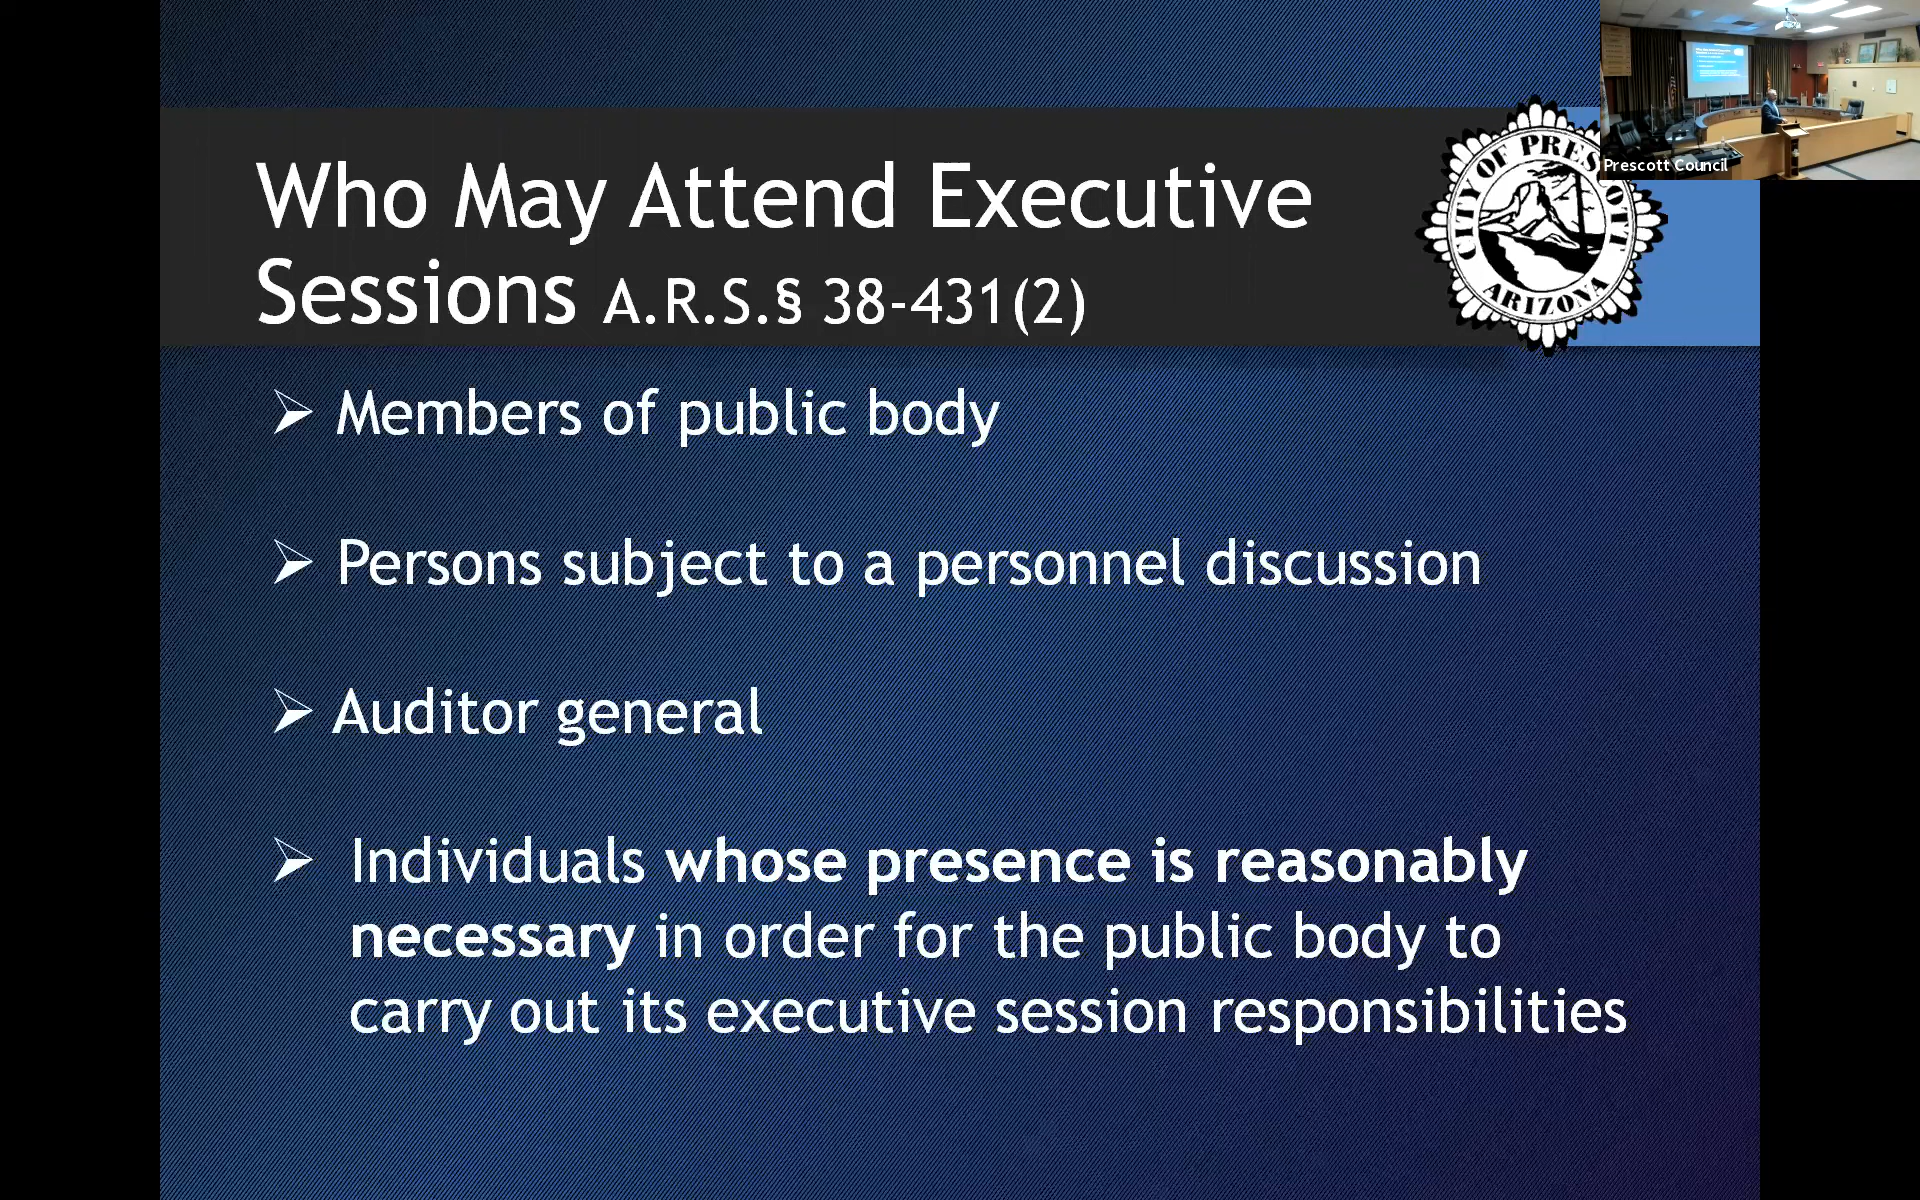 Who May Attend Executive
Sessions A.R.S.§ 38-431(2)
CITY OF PRES OTT
ARIZONA
Prescott Council
➢ Members of public body
➢ Persons subject to a personnel discussion
➢ Auditor general
➢ Individuals whose presence is reasonably
necessary in order for the public body to
carry out its executive session responsibilities